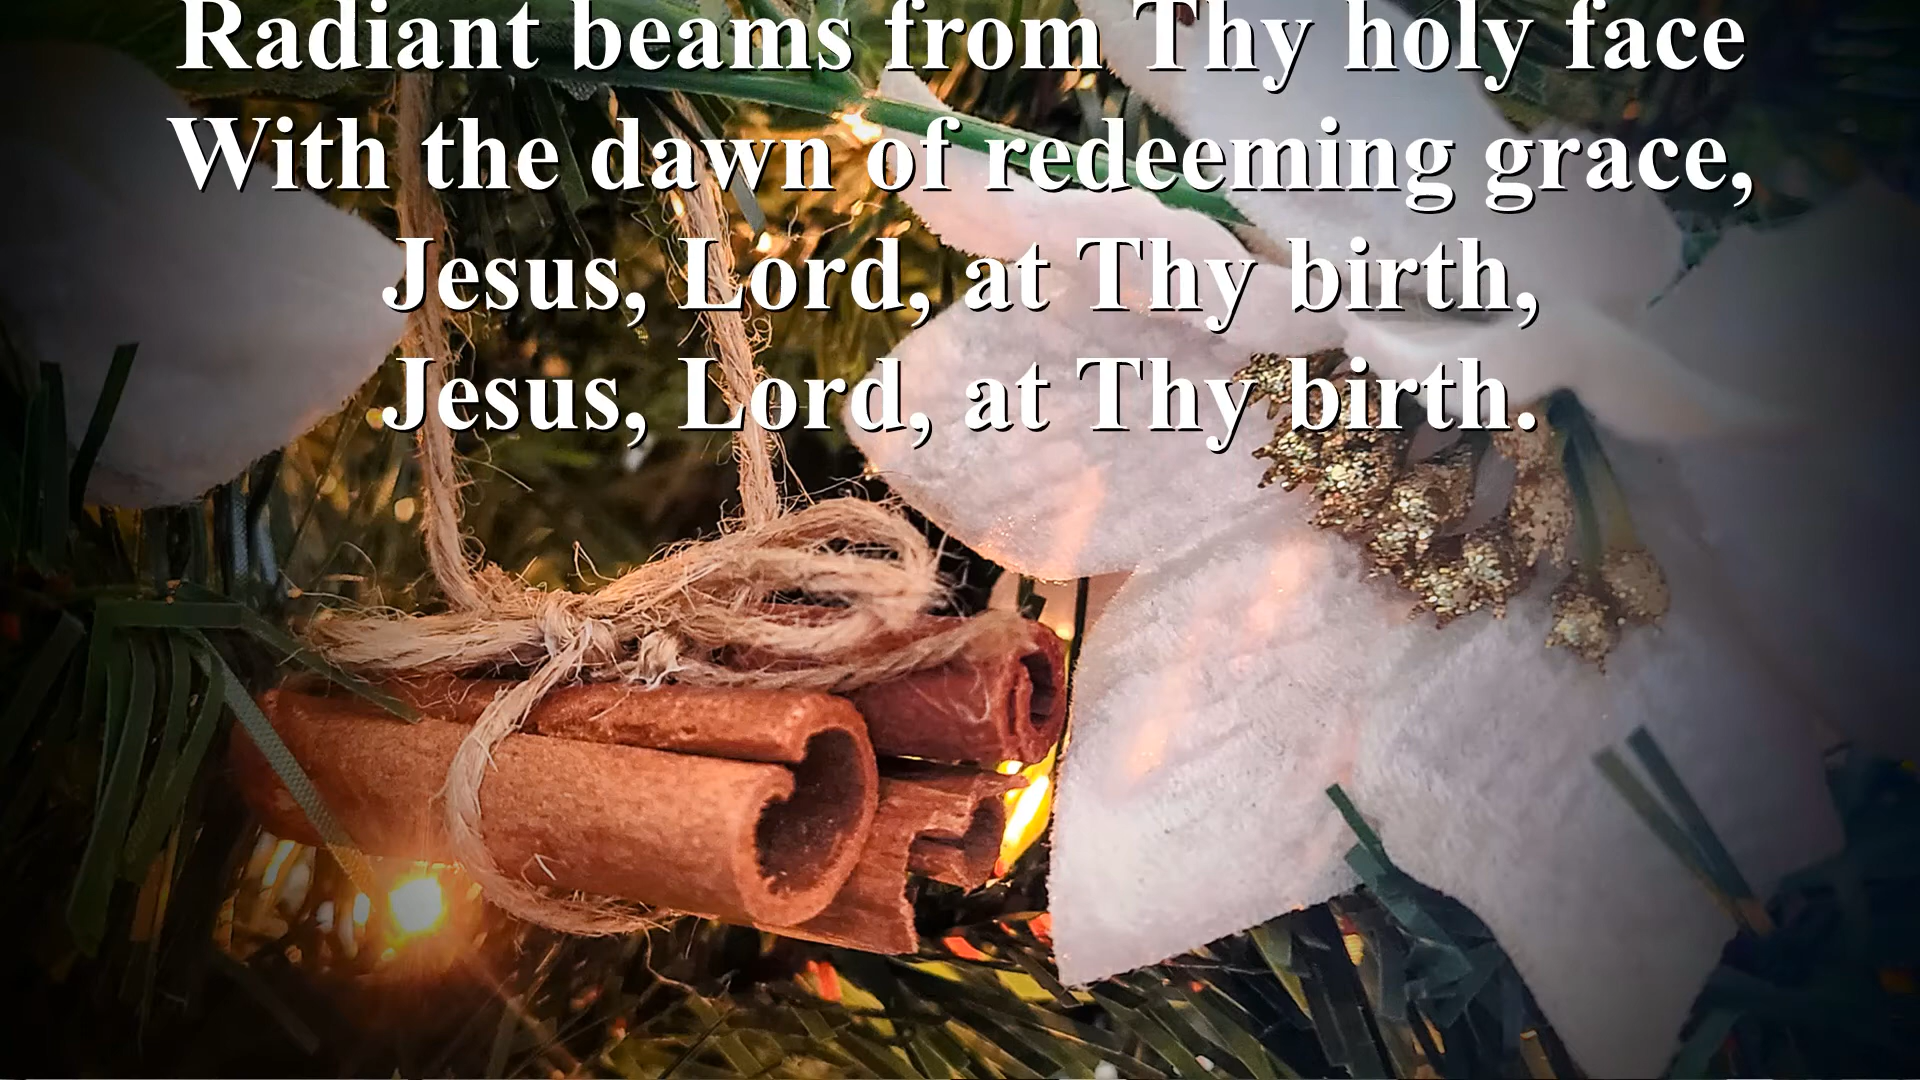 Radiant beams from Thy holy face
With the dawn of redeeming grace,
Jesus, Lord, at Thy birth,
Jesus, Lord, at Thy birth.